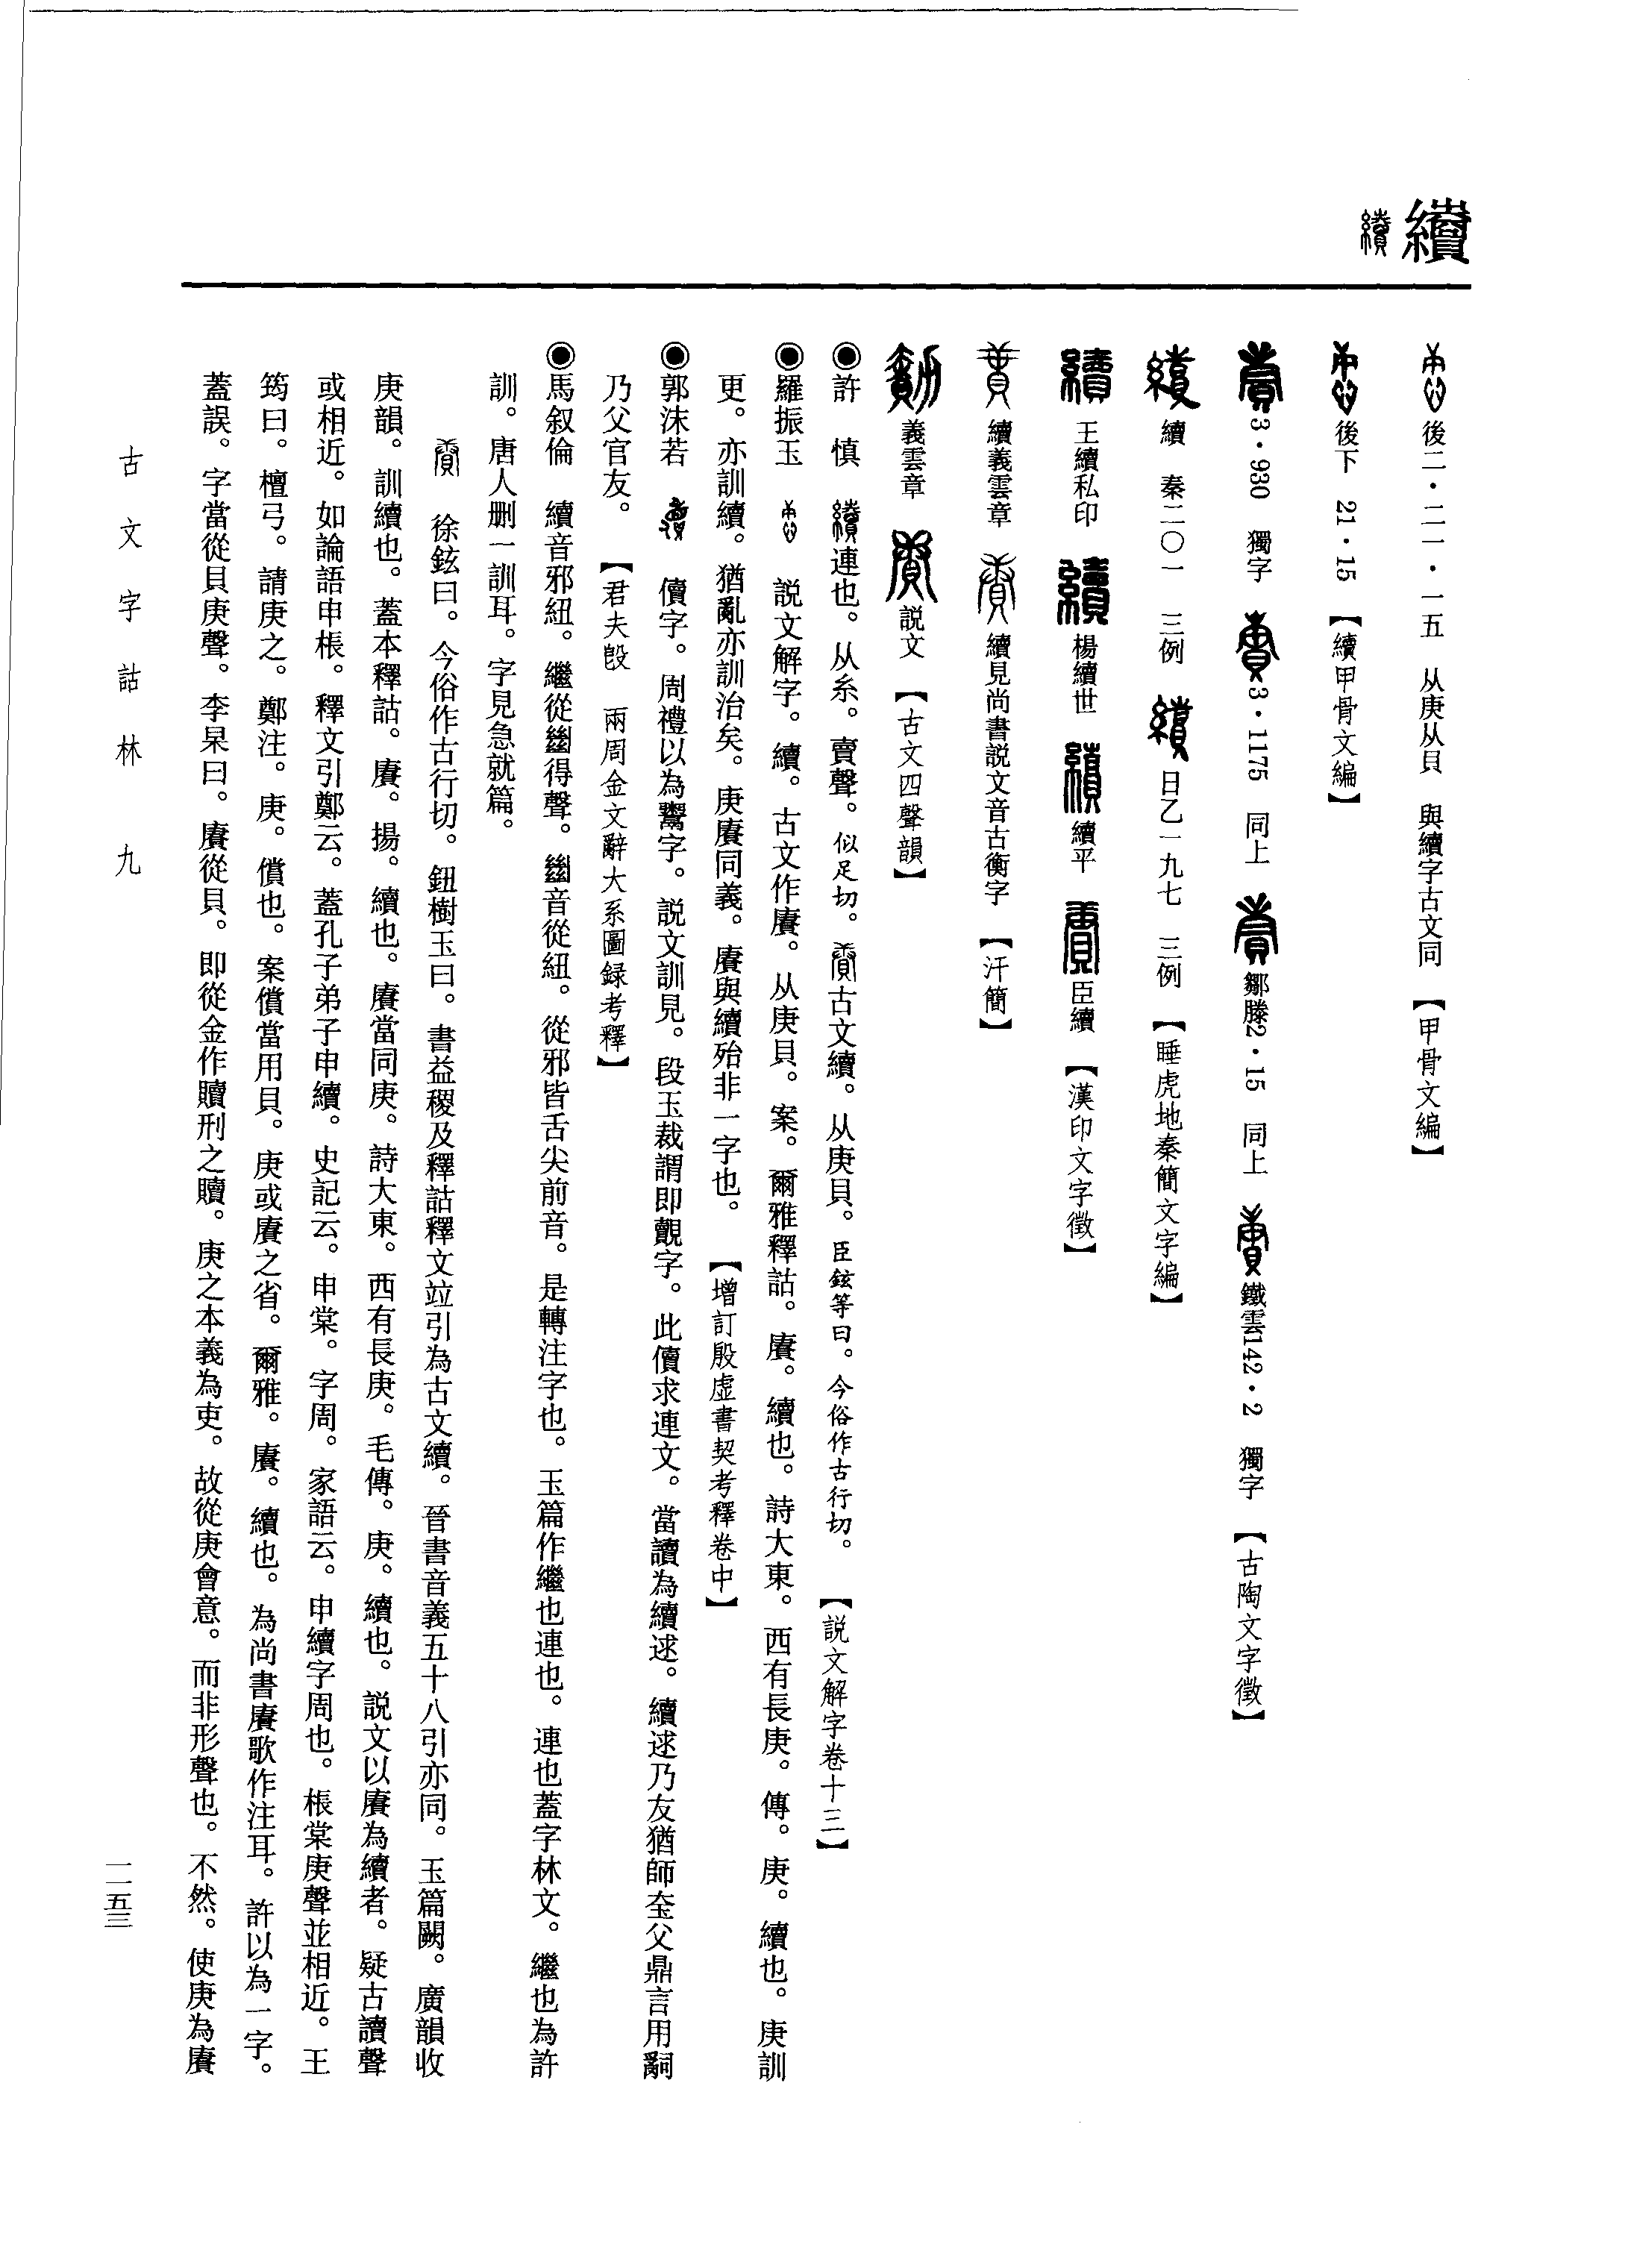 續
後二·二一·一五 从庚从貝 與續字古文同 【甲骨文編】
後下 21·15 【續甲骨文編】
3·930 獨字 3·1175 同上 鄒滕2·15 同上 鐵雲142·2 獨字 【古陶文字徵】
續 秦二〇一 三例 日乙一九七 三例 【睡虎地秦簡文字編】
王續私印 楊續世 續平 臣續 【漢印文字徵】
續義雲章 續見尚書説文音古衡字 【汗簡】
義雲章 説文 【古文四聲韻】
◉許 慎 連也。从糸。賣聲。似足切。古文續。从庚貝。臣鉉等曰。今俗作古行切。 【説文解字卷十三】
◉羅振玉 説文解字。續。古文作賡。从庚貝。案。爾雅釋詁。賡。續也。詩大東。西有長庚。傳。庚。續也。庚訓
更。亦訓續。猶亂亦訓治矣。庚賡同義。賡與續殆非一字也。 【增訂殷虛書契考釋卷中】
◉郭沫若 儥字。周禮以為鬻字。説文訓見。段玉裁謂即覿字。此儥求連文。當讀為續逑。續逑乃友猶師𡘇父鼎言用嗣
乃父官友。 【君夫𣪘 兩周金文辭大系圖録考釋】
◉馬叙倫 續音邪紐。繼從㡭得聲。㡭音從紐。從邪皆舌尖前音。是轉注字也。玉篇作繼也連也。連也蓋字林文。繼也為許
訓。唐人刪一訓耳。字見急就篇。
徐鉉曰。今俗作古行切。鈕樹玉曰。書益稷及釋詁釋文竝引為古文續。晉書音義五十八引亦同。玉篇闕。廣韻收
庚韻。訓續也。蓋本釋詁。賡。揚。續也。賡當同庚。詩大東。西有長庚。毛傳。庚。續也。説文以賡為續者。疑古讀聲
或相近。如論語申棖。釋文引鄭云。蓋孔子弟子申續。史記云。申棠。字周。家語云。申續字周也。棖棠庚聲並相近。王
筠曰。檀弓。請庚之。鄭注。庚。償也。案償當用貝。庚或賡之省。爾雅。賡。續也。為尚書賡歌作注耳。許以為一字。
蓋誤。字當從貝庚聲。李杲曰。賡從貝。即從金作贖刑之贖。庚之本義為吏。故從庚會意。而非形聲也。不然。使庚為賡
古文字詁林 九
一二五三